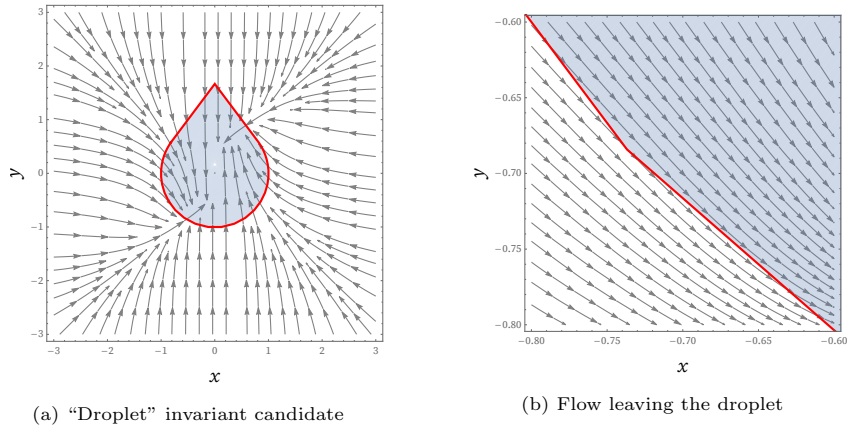 3
2
1
0
−1
−2
−3
−3 −2 −1 0 1 2 3
y
x
(a) “Droplet” invariant candidate
−0.60
−0.65
−0.70
−0.75
−0.80
−0.80 −0.75 −0.70 −0.65 −0.60
y
x
(b) Flow leaving the droplet